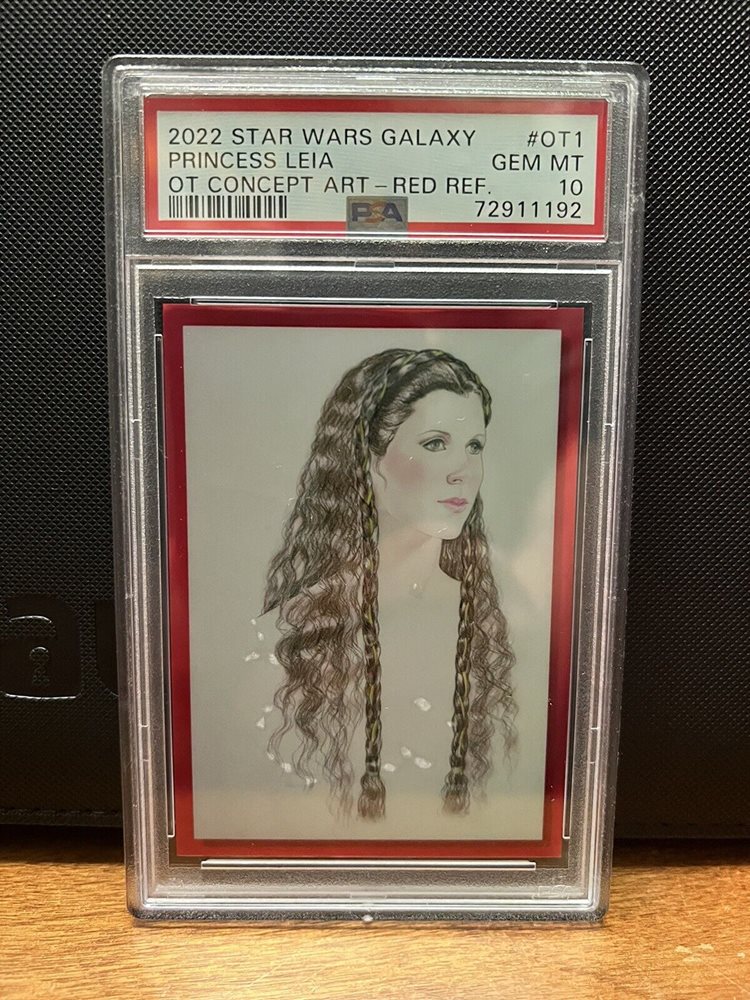 2022 STAR WARS GALAXY #OT1
PRINCESS LEIA GEM MT
OT CONCEPT ART – RED REF. 10
PSA 72911192